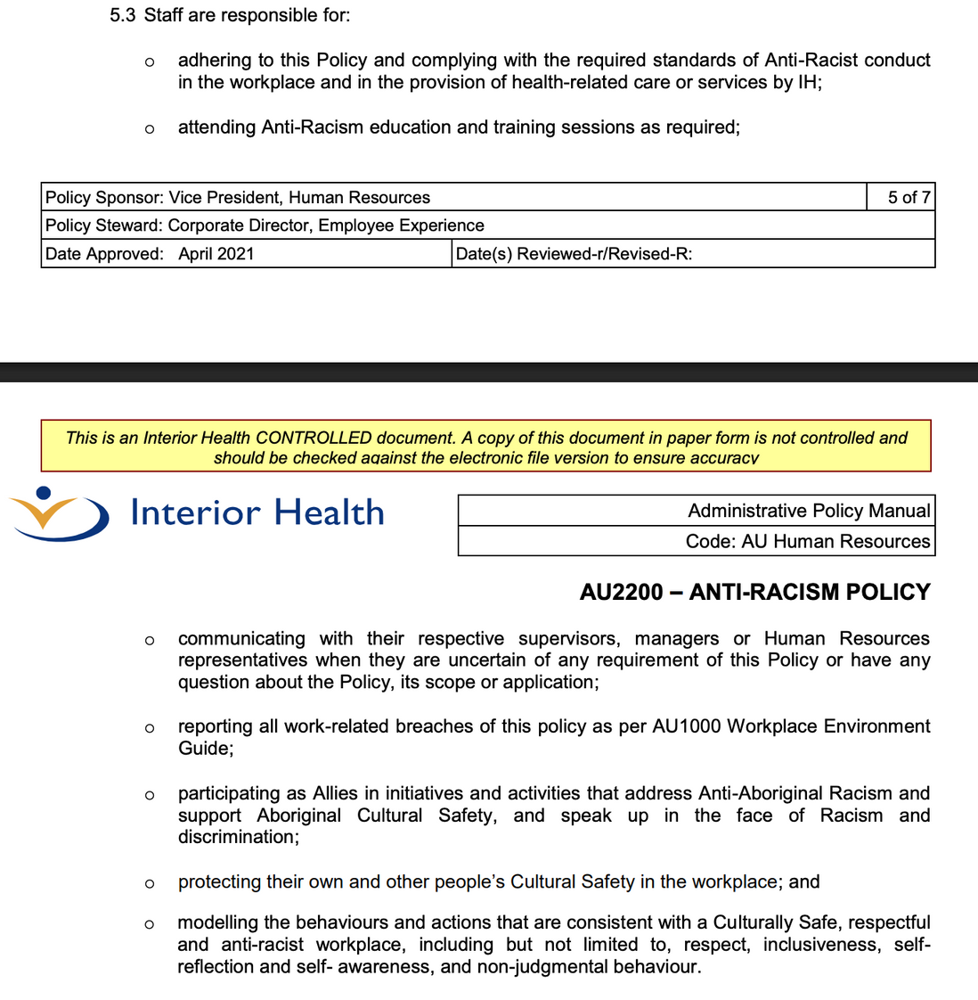 5.3 Staff are responsible for:
o adhering to this Policy and complying with the required standards of Anti-Racist conduct
in the workplace and in the provision of health-related care or services by IH;
o attending Anti-Racism education and training sessions as required;
Policy Sponsor: Vice President, Human Resources 5 of 7
Policy Steward: Corporate Director, Employee Experience
Date Approved: April 2021 Date(s) Reviewed-r/Revised-R:
This is an Interior Health CONTROLLED document. A copy of this document in paper form is not controlled and
should be checked against the electronic file version to ensure accuracy
Interior Health
Administrative Policy Manual
Code: AU Human Resources
AU2200 – ANTI-RACISM POLICY
o communicating with their respective supervisors, managers or Human Resources
representatives when they are uncertain of any requirement of this Policy or have any
question about the Policy, its scope or application;
o reporting all work-related breaches of this policy as per AU1000 Workplace Environment
Guide;
o participating as Allies in initiatives and activities that address Anti-Aboriginal Racism and
support Aboriginal Cultural Safety, and speak up in the face of Racism and
discrimination;
o protecting their own and other people’s Cultural Safety in the workplace; and
o modelling the behaviours and actions that are consistent with a Culturally Safe, respectful
and anti-racist workplace, including but not limited to, respect, inclusiveness, self-
reflection and self- awareness, and non-judgmental behaviour.